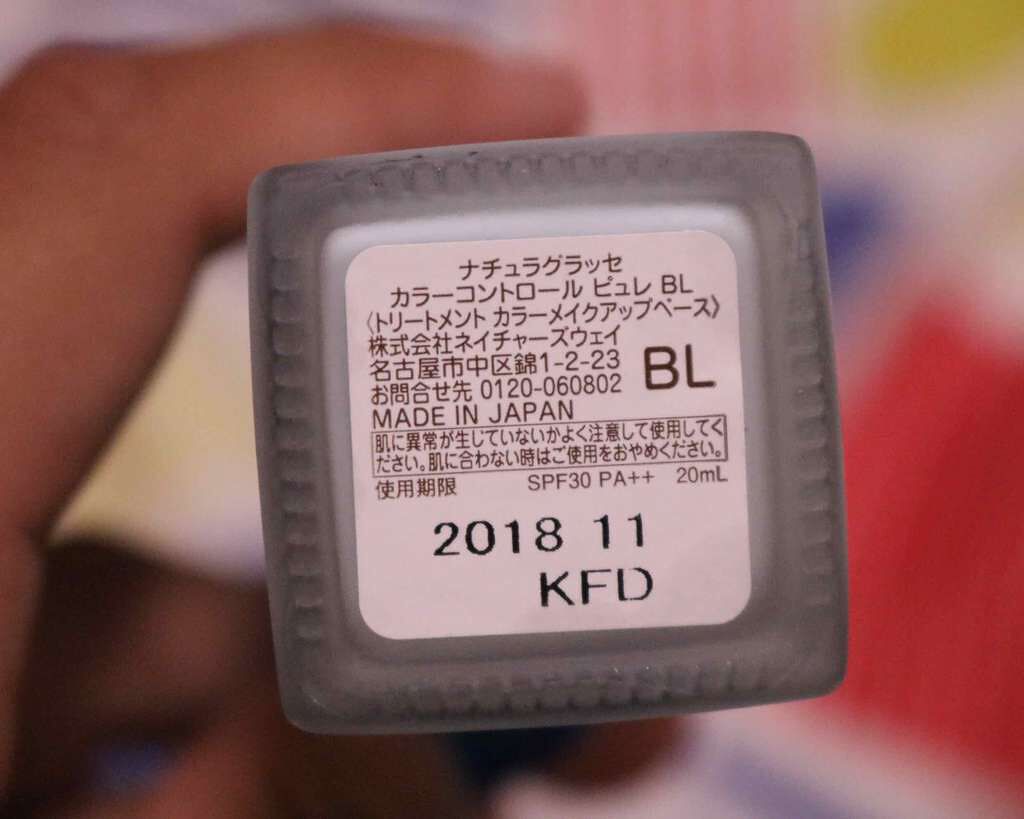 ナチュラグラッセ
カラーコントロール ピュレ BL
〈トリートメント カラーメイクアップベース〉
株式会社ネイチャーズウェイ
名古屋市中区錦1-2-23
お問合せ先 0120-060802
BL
MADE IN JAPAN
肌に異常が生じていないかよく注意して使用してく
ださい。肌に合わない時はご使用をおやめください。
使用期限 SPF30 PA++ 20mL
2018 11
KFD